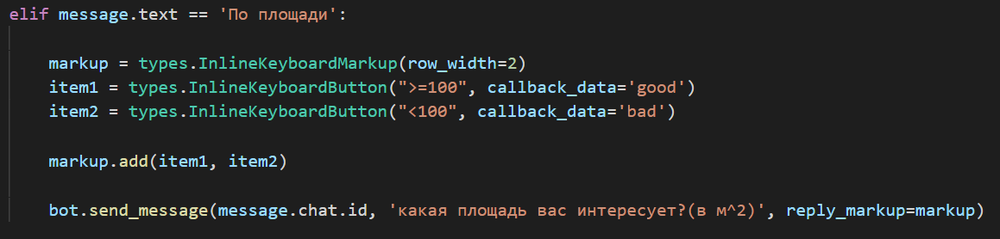 elif message.text == 'По площади':
markup = types.InlineKeyboardMarkup(row_width=2)
item1 = types.InlineKeyboardButton(">=100", callback_data='good')
item2 = types.InlineKeyboardButton("<100", callback_data='bad')
markup.add(item1, item2)
bot.send_message(message.chat.id, 'какая площадь вас интересует?(в м^2)', reply_markup=markup)